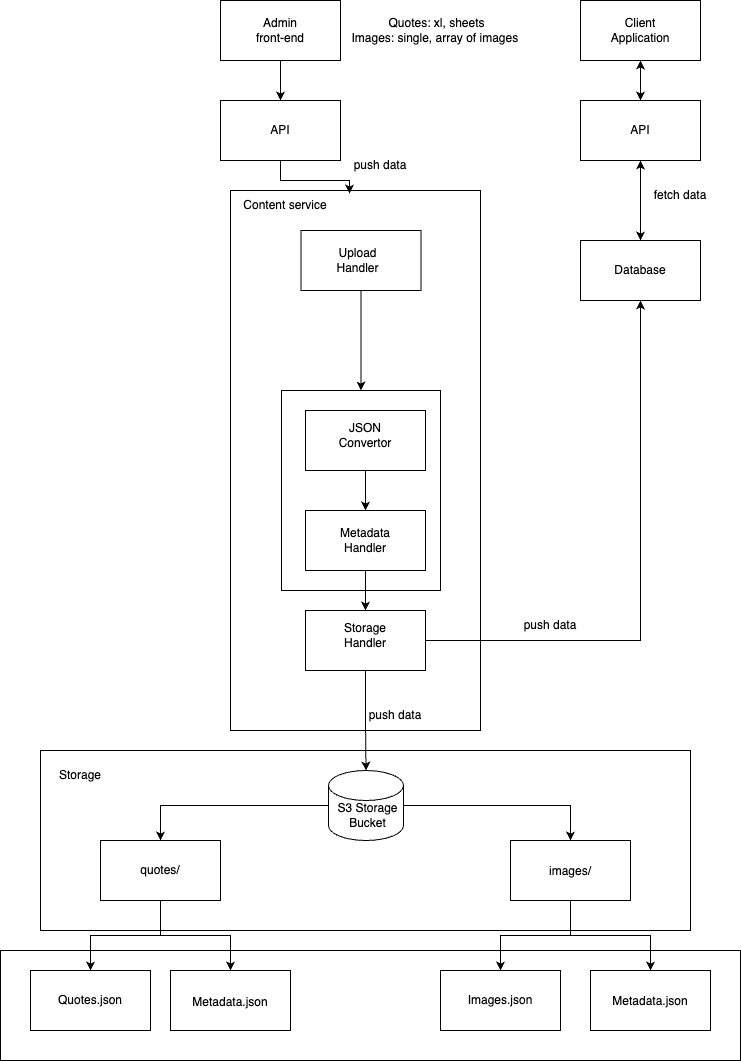 Admin
front-end
Quotes: xl, sheets
Images: single, array of images
Client
Application
API
API
push data
fetch data
Content service
Upload
Handler
Database
JSON
Convertor
Metadata
Handler
Storage
Handler
push data
push data
Storage
S3 Storage
Bucket
quotes/
images/
Quotes.json
Metadata.json
Images.json
Metadata.json